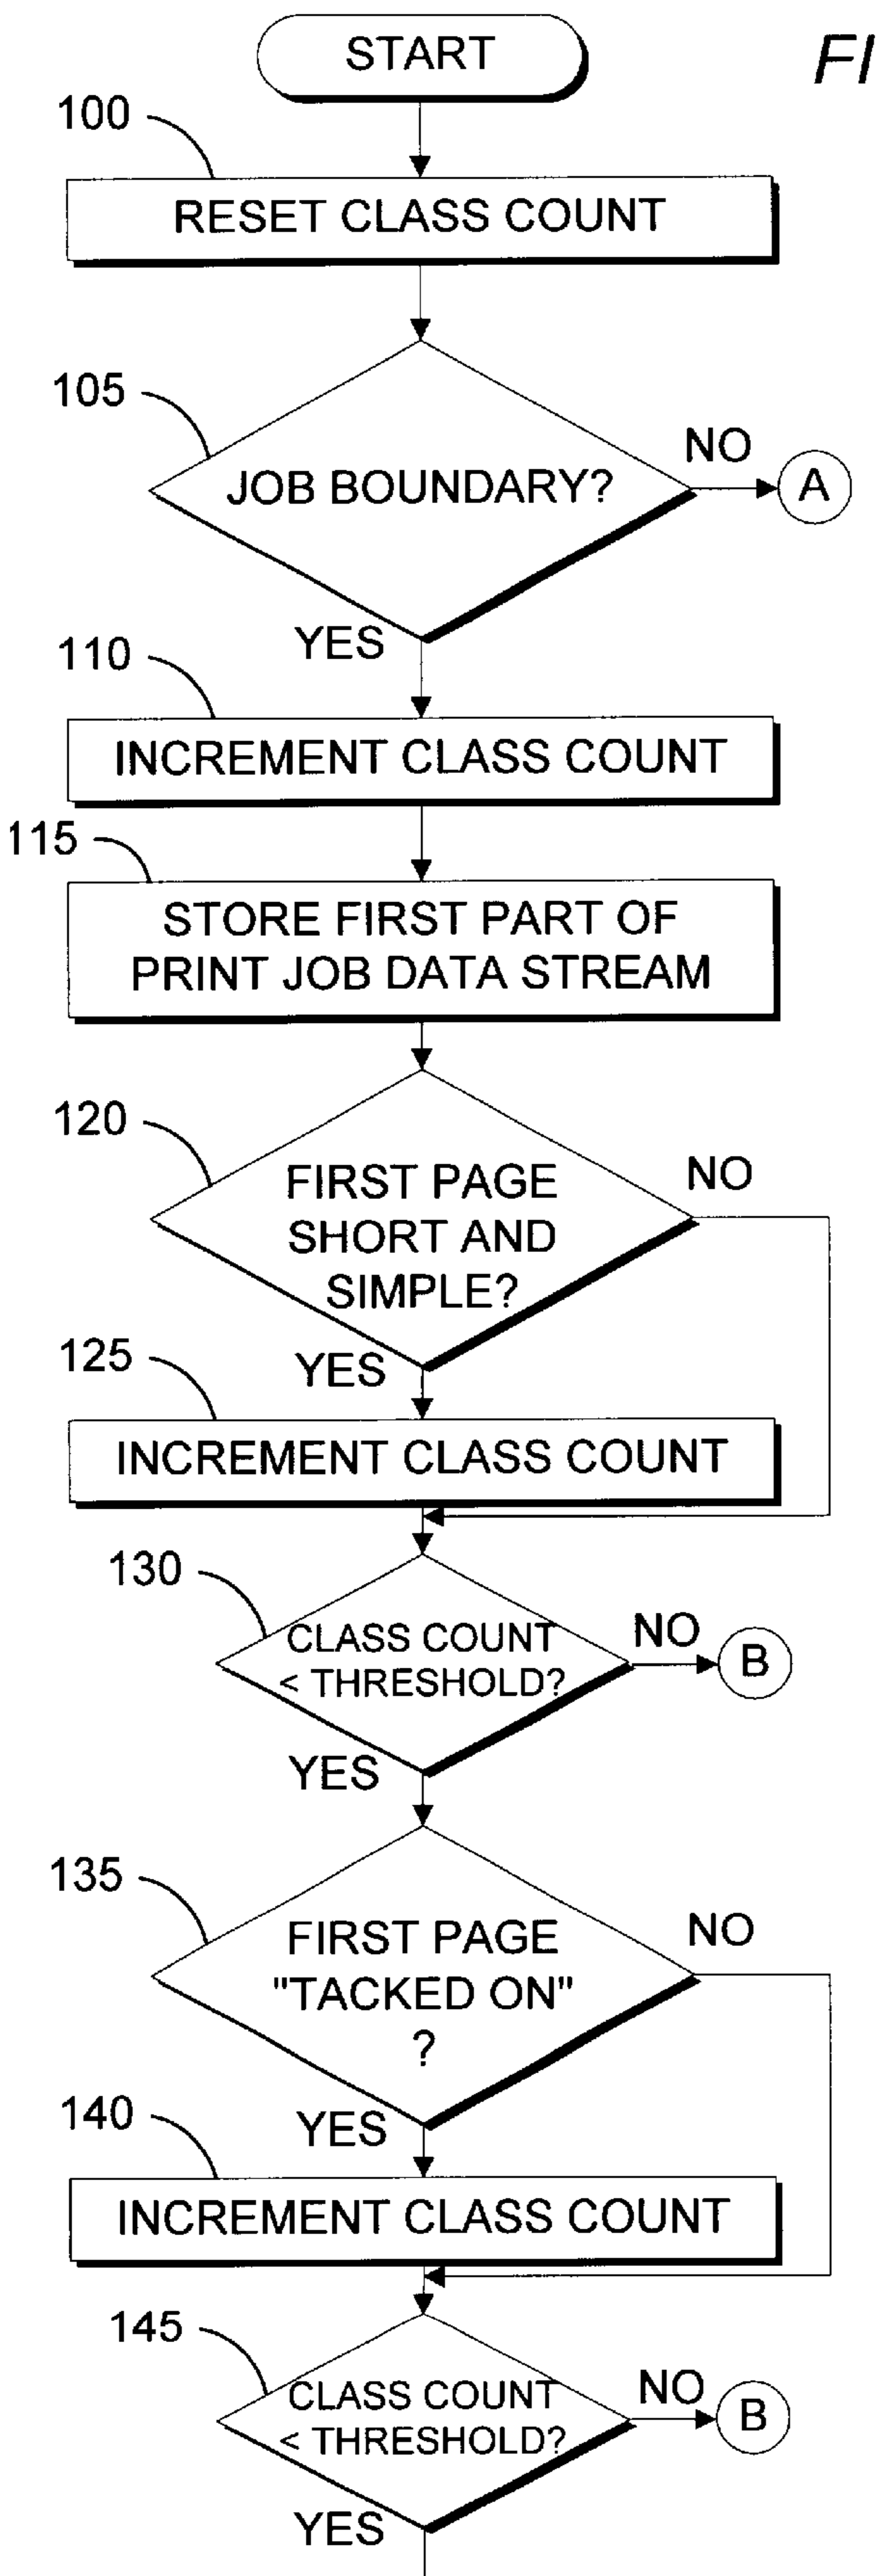 START
FI
100
RESET CLASS COUNT
105
JOB BOUNDARY?
NO
A
YES
110
INCREMENT CLASS COUNT
115
STORE FIRST PART OF
PRINT JOB DATA STREAM
120
FIRST PAGE
SHORT AND
SIMPLE?
NO
YES
125
INCREMENT CLASS COUNT
130
CLASS COUNT
< THRESHOLD?
NO
B
YES
135
FIRST PAGE
"TACKED ON"
?
NO
YES
140
INCREMENT CLASS COUNT
145
CLASS COUNT
< THRESHOLD?
NO
B
YES